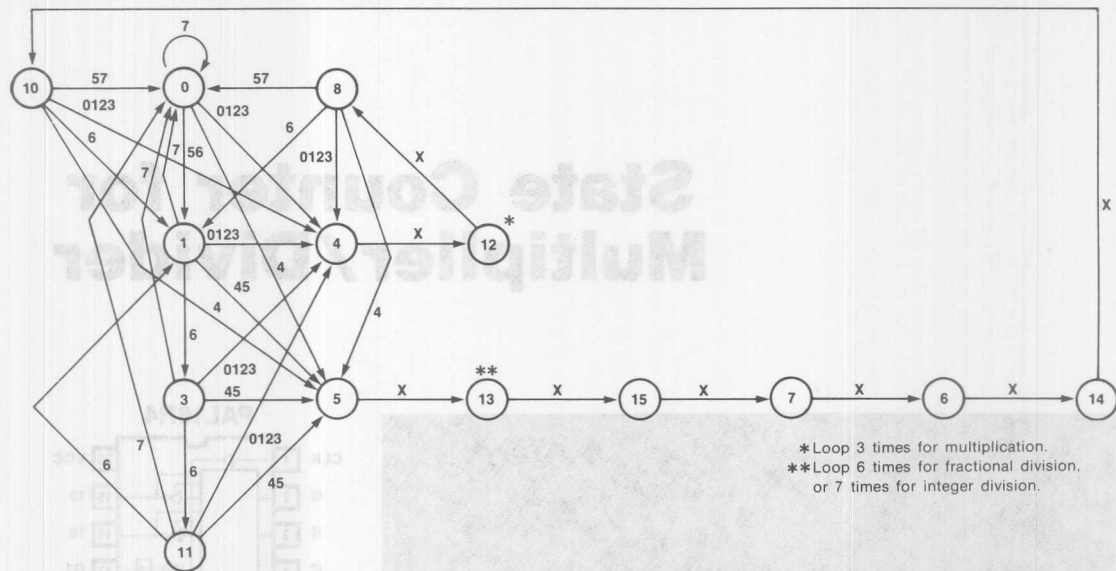 7
10
57
0
57
8
0123
0123
6
7
56
6
0123
X
7
X
1
0123
4
X
12
*
45
4
4
4
6
**
0123
3
45
5
X
13
X
15
X
7
X
6
X
14
7
6
0123
6
45
11
*Loop 3 times for multiplication.
**Loop 6 times for fractional division,
or 7 times for integer division.
State Counter for
Multiplier/Divider
CLK
VCC